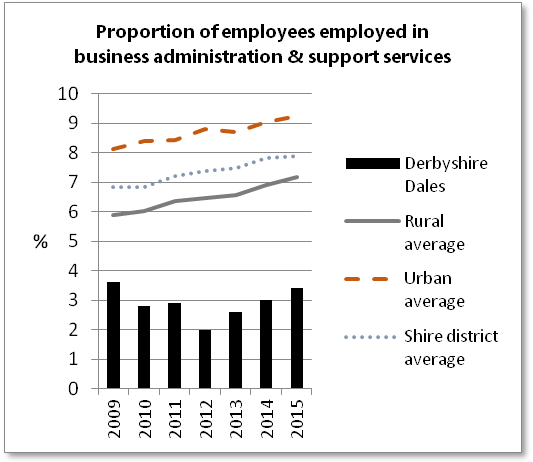 Proportion of employees employed in
business administration & support services
10
9
8
7
6
5
4
3
2
1
0
%
2009
2010
2011
2012
2013
2014
2015
Derbyshire
Dales
Rural
average
Urban
average
Shire district
average